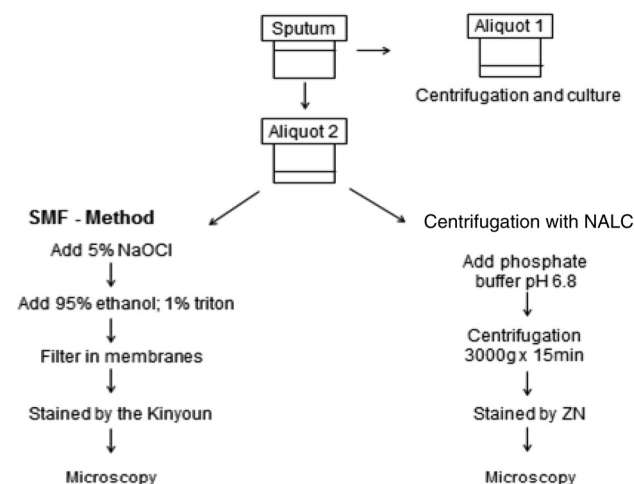 Sputum
Aliquot 1
Centrifugation and culture
Aliquot 2
SMF - Method
Add 5% NaOCl
Add 95% ethanol; 1% triton
Filter in membranes
Stained by the Kinyoun
Microscopy
Centrifugation with NALC
Add phosphate
buffer pH 6.8
Centrifugation
3000g x 15min
Stained by ZN
Microscopy